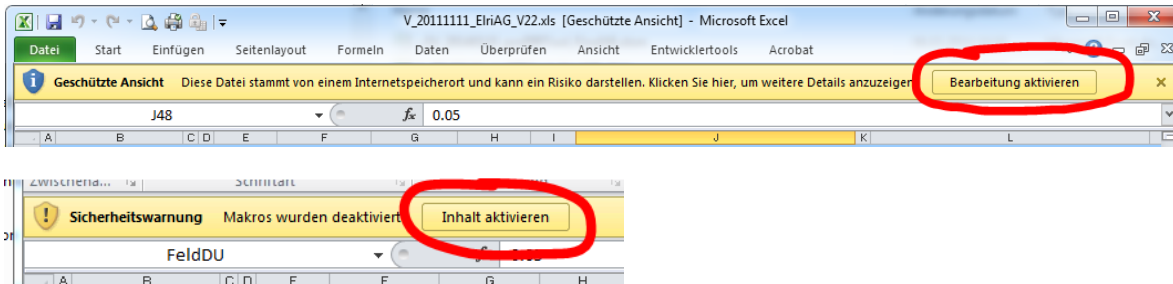 V_20111111_ElriAG_V22.xls [Geschützte Ansicht] - Microsoft Excel
Datei Start Einfügen Seitenlayout Formeln Daten Überprüfen Ansicht Entwicklertools Acrobat
Geschützte Ansicht Diese Datei stammt von einem Internetspeicherort und kann ein Risiko darstellen. Klicken Sie hier, um weitere Details anzuzeigen Bearbeitung aktivieren
J48 fx 0.05
A B C D E F G H I J K L
Zwischena... Schriftart
Sicherheitswarnung Makros wurden deaktiviert Inhalt aktivieren
FeldDU
A B C D E F G H